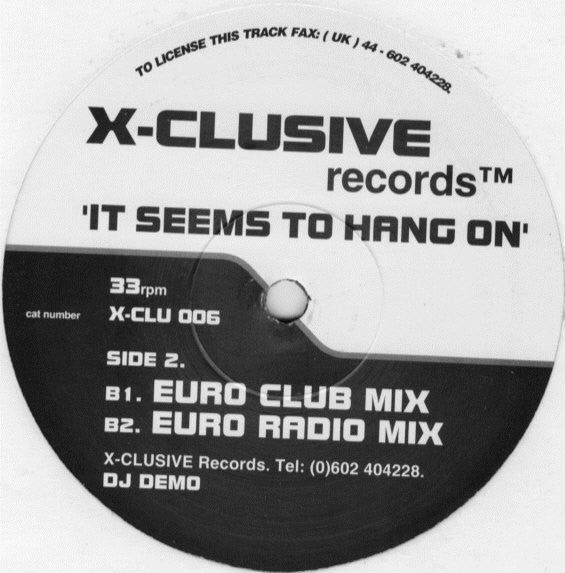 TO LICENSE THIS TRACK FAX: ( UK ) 44 - 602 404228.
X-CLUSIVE
records™
'IT SEEMS TO HANG ON'
33rpm
cat number X-CLU 006
SIDE 2.
B1. EURO CLUB MIX
B2. EURO RADIO MIX
X-CLUSIVE Records. Tel: (0)602 404228.
DJ DEMO